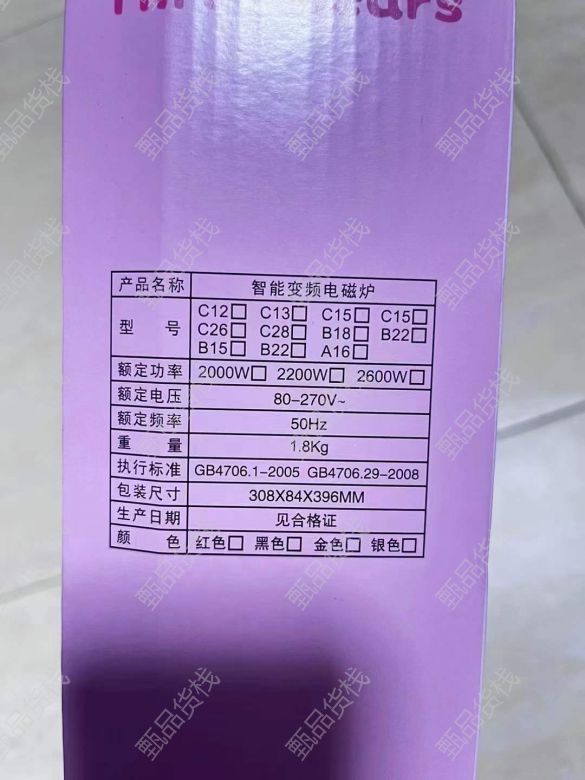 产品名称 智能变频电磁炉
型号 C12□ C13□ C15□ C15□
C26□ C28□ B18□ B22□
B15□ B22□ A16□
额定功率 2000W□ 2200W□ 2600W□
额定电压 80-270V~
额定频率 50Hz
重量 1.8Kg
执行标准 GB4706.1-2005 GB4706.29-2008
包装尺寸 308X84X396MM
生产日期 见合格证
颜色 红色□ 黑色□ 金色□ 银色□
甄品货栈